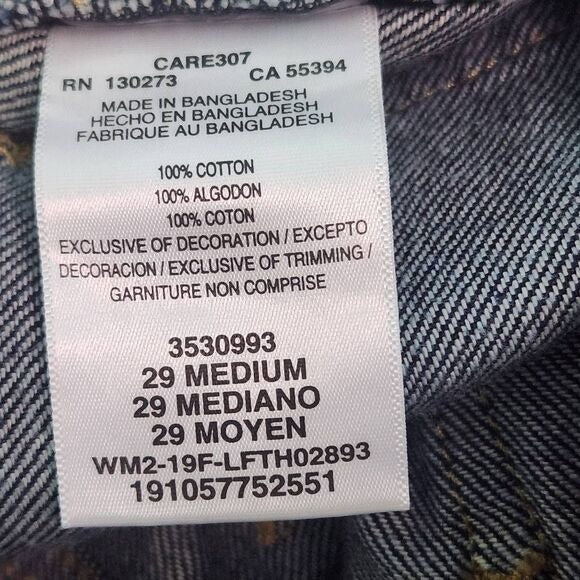 CARE307
RN 130273 CA 55394
MADE IN BANGLADESH
HECHO EN BANGLADESH
FABRIQUE AU BANGLADESH
100% COTTON
100% ALGODON
100% COTON
EXCLUSIVE OF DECORATION / EXCEPTO
DECORACION / EXCLUSIVE OF TRIMMING /
GARNITURE NON COMPRISE
3530993
29 MEDIUM
29 MEDIANO
29 MOYEN
WM2-19F-LFTH02893
191057752551